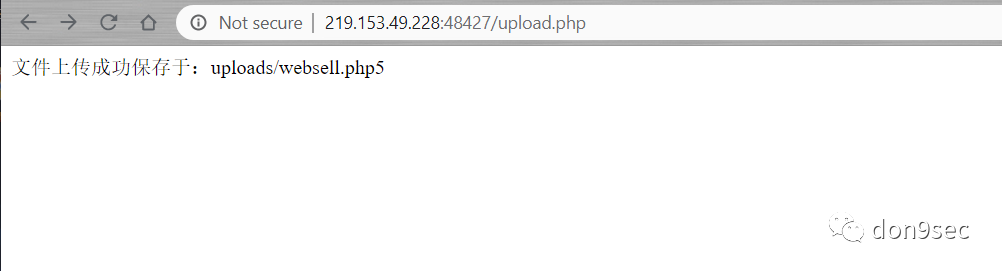 Not secure | 219.153.49.228:48427/upload.php
文件上传成功保存于：uploads/websell.php5
don9sec